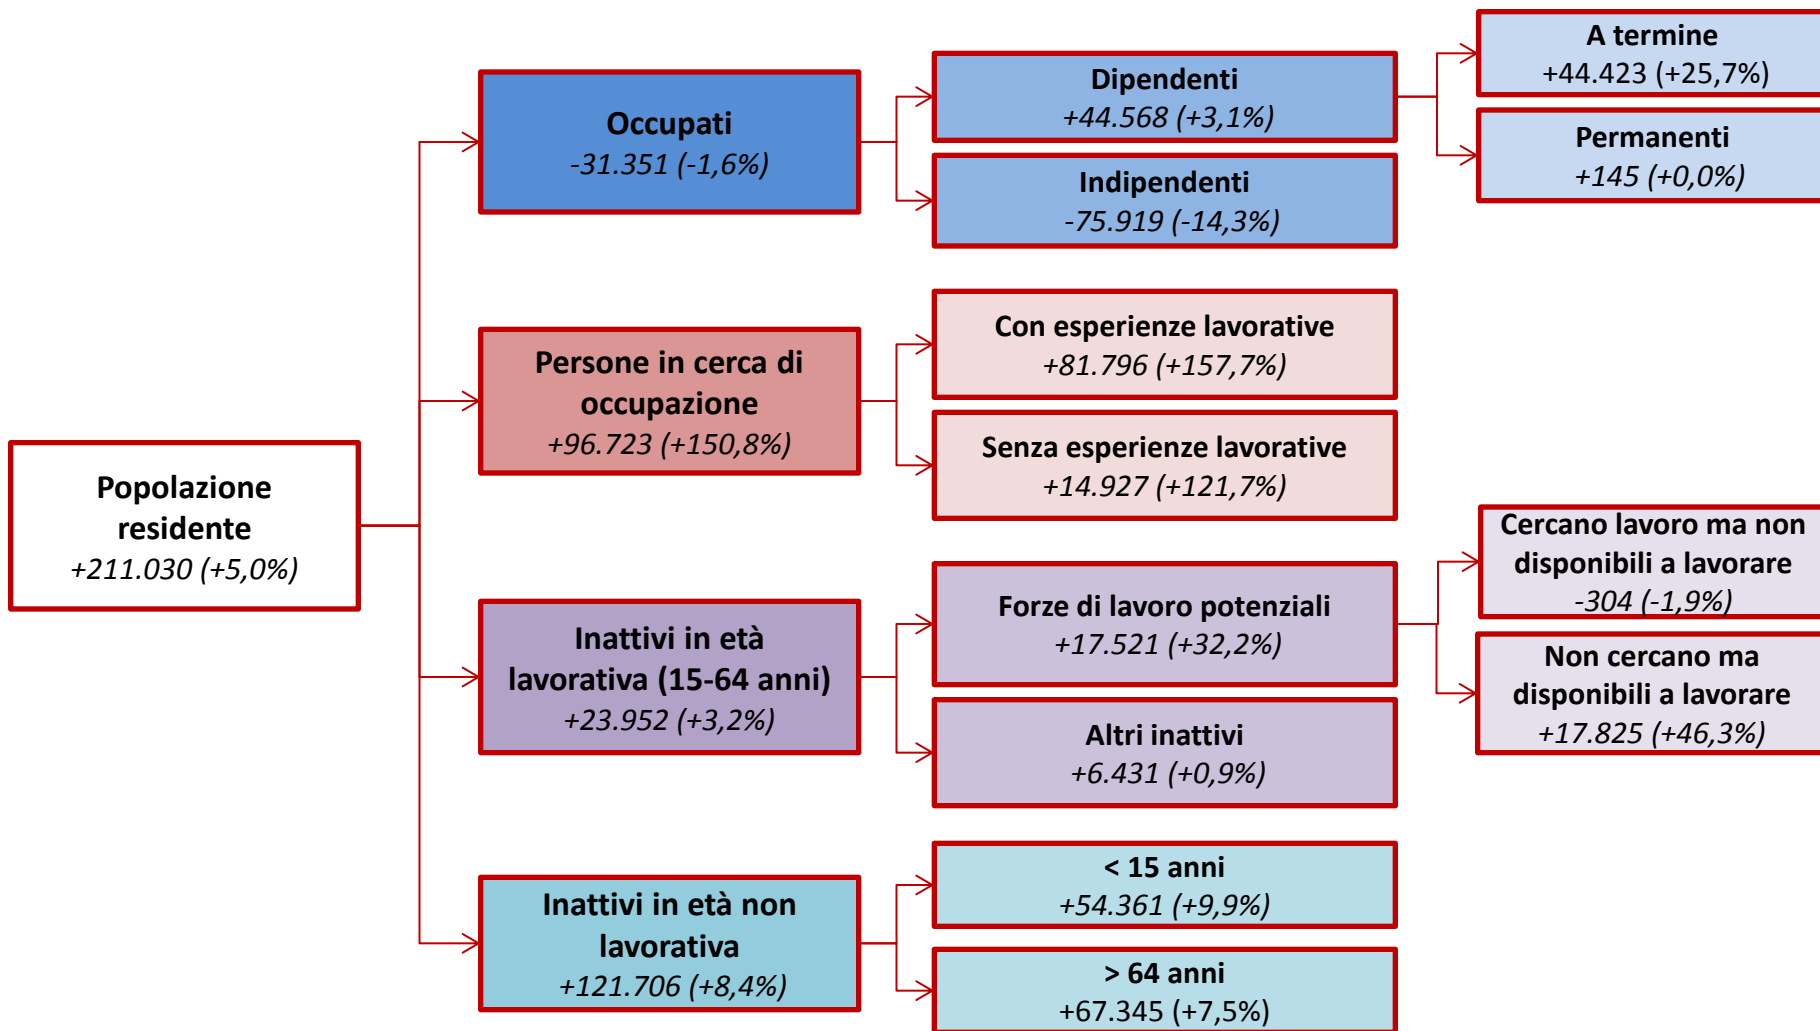 Popolazione
residente
+211.030 (+5,0%)
Occupati
-31.351 (-1,6%)
Dipendenti
+44.568 (+3,1%)
A termine
+44.423 (+25,7%)
Permanenti
+145 (+0,0%)
Indipendenti
-75.919 (-14,3%)
Persone in cerca di
occupazione
+96.723 (+150,8%)
Con esperienze lavorative
+81.796 (+157,7%)
Senza esperienze lavorative
+14.927 (+121,7%)
Inattivi in età
lavorativa (15-64 anni)
+23.952 (+3,2%)
Forze di lavoro potenziali
+17.521 (+32,2%)
Cercano lavoro ma non
disponibili a lavorare
-304 (-1,9%)
Non cercano ma
disponibili a lavorare
+17.825 (+46,3%)
Altri inattivi
+6.431 (+0,9%)
Inattivi in età non
lavorativa
+121.706 (+8,4%)
< 15 anni
+54.361 (+9,9%)
> 64 anni
+67.345 (+7,5%)